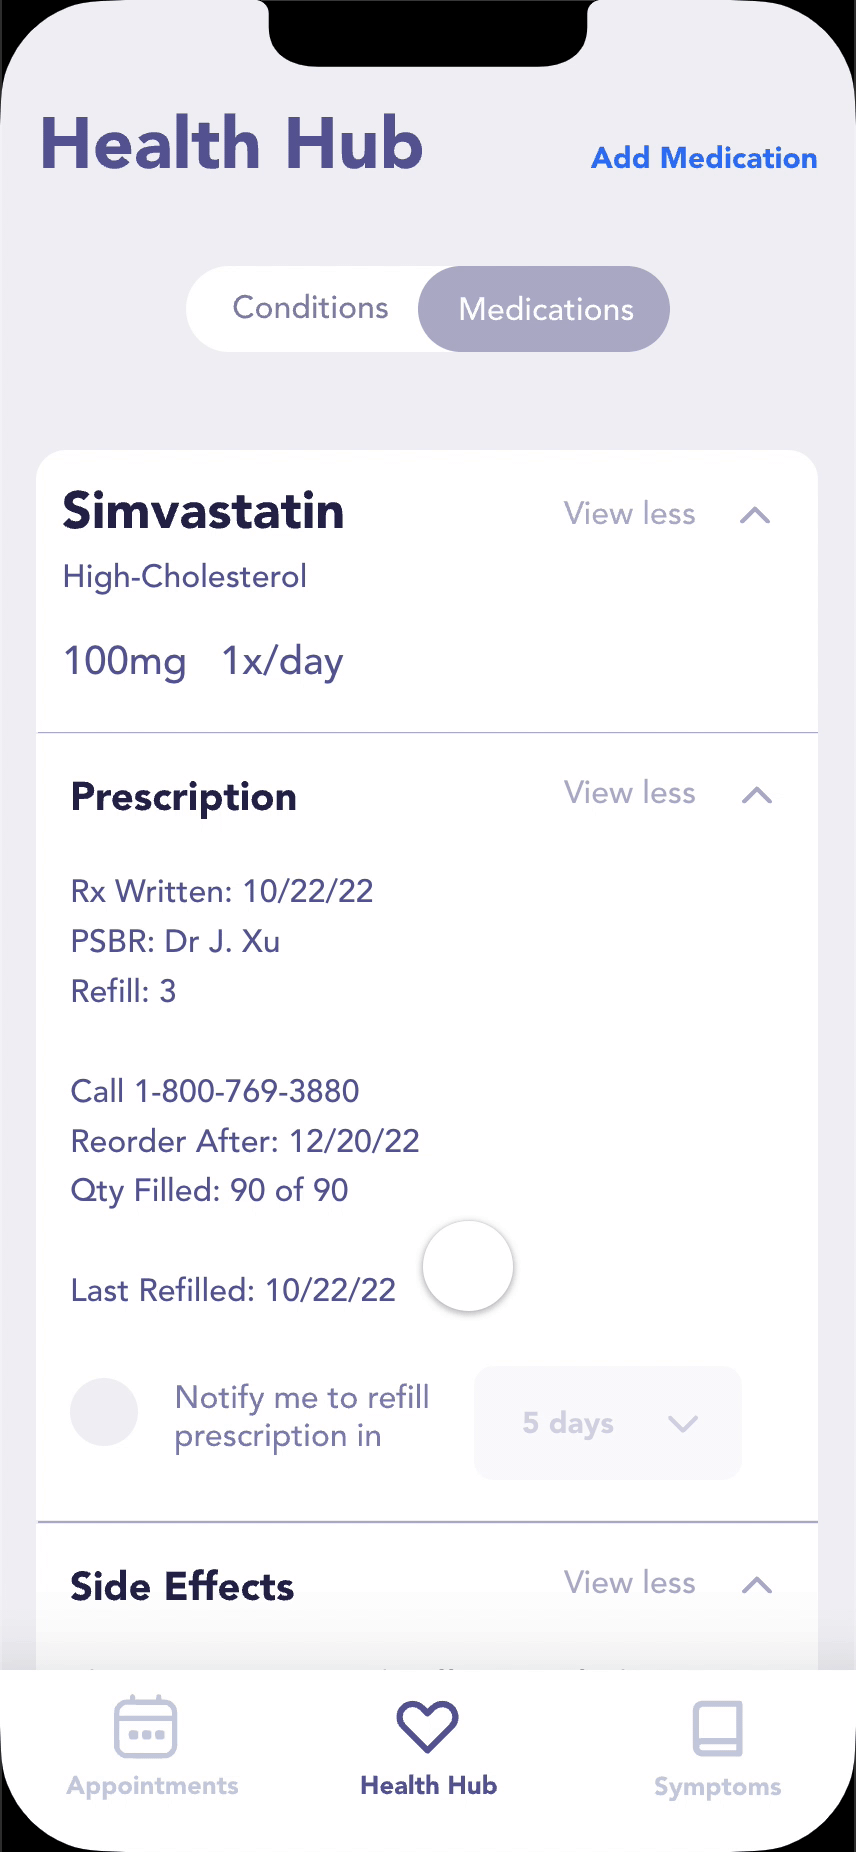 Health Hub
Add Medication
Conditions
Medications
Simvastatin
View less
High-Cholesterol
100mg 1x/day
Prescription
View less
Rx Written: 10/22/22
PSBR: Dr J. Xu
Refill: 3
Call 1-800-769-3880
Reorder After: 12/20/22
Qty Filled: 90 of 90
Last Refilled: 10/22/22
Notify me to refill
prescription in
5 days
Side Effects
View less
Appointments
Health Hub
Symptoms